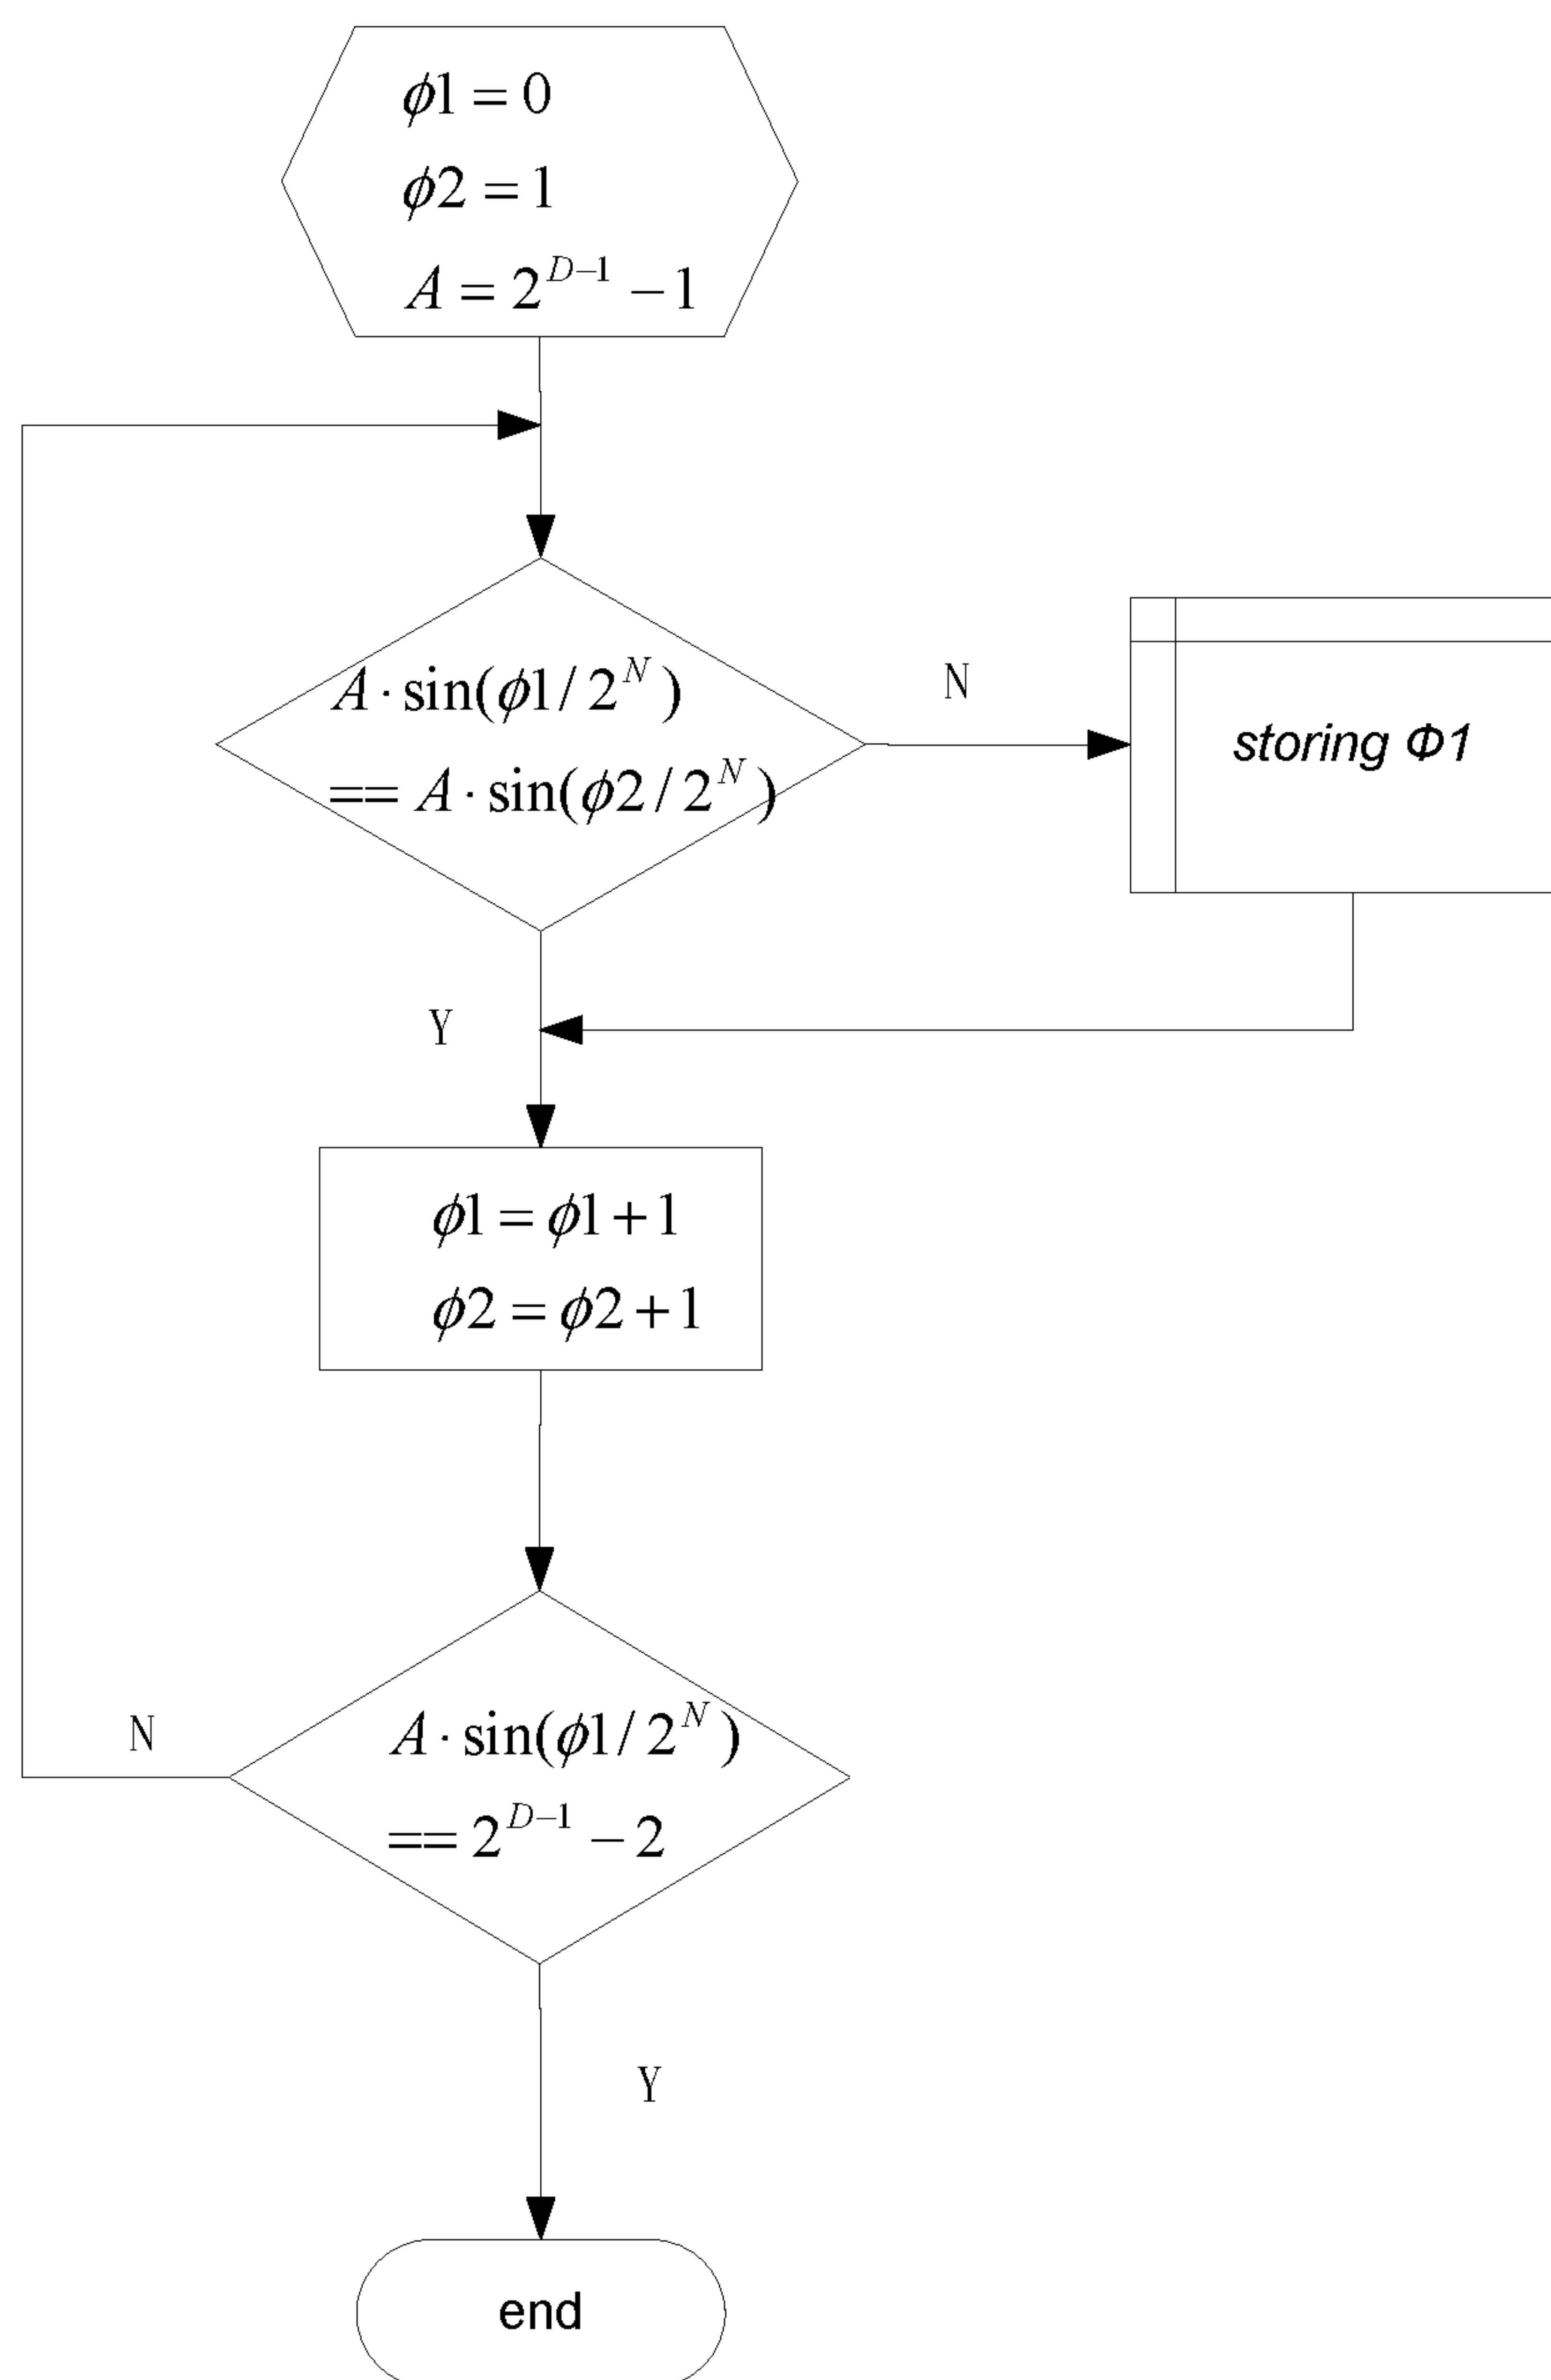 ϕ1 = 0
ϕ2 = 1
A = 2^{D−1} − 1
A · sin(ϕ1 / 2^N)
== A · sin(ϕ2 / 2^N)
N
storing Φ1
Y
ϕ1 = ϕ1 + 1
ϕ2 = ϕ2 + 1
A · sin(ϕ1 / 2^N)
== 2^{D−1} − 2
N
Y
end